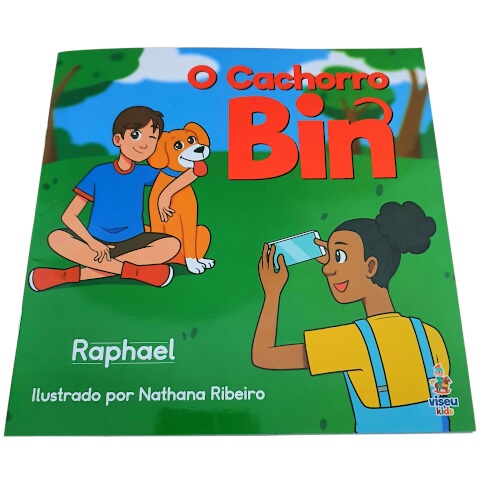 O Cachorro
Bin
Raphael
Ilustrado por Nathana Ribeiro
viseu
kids